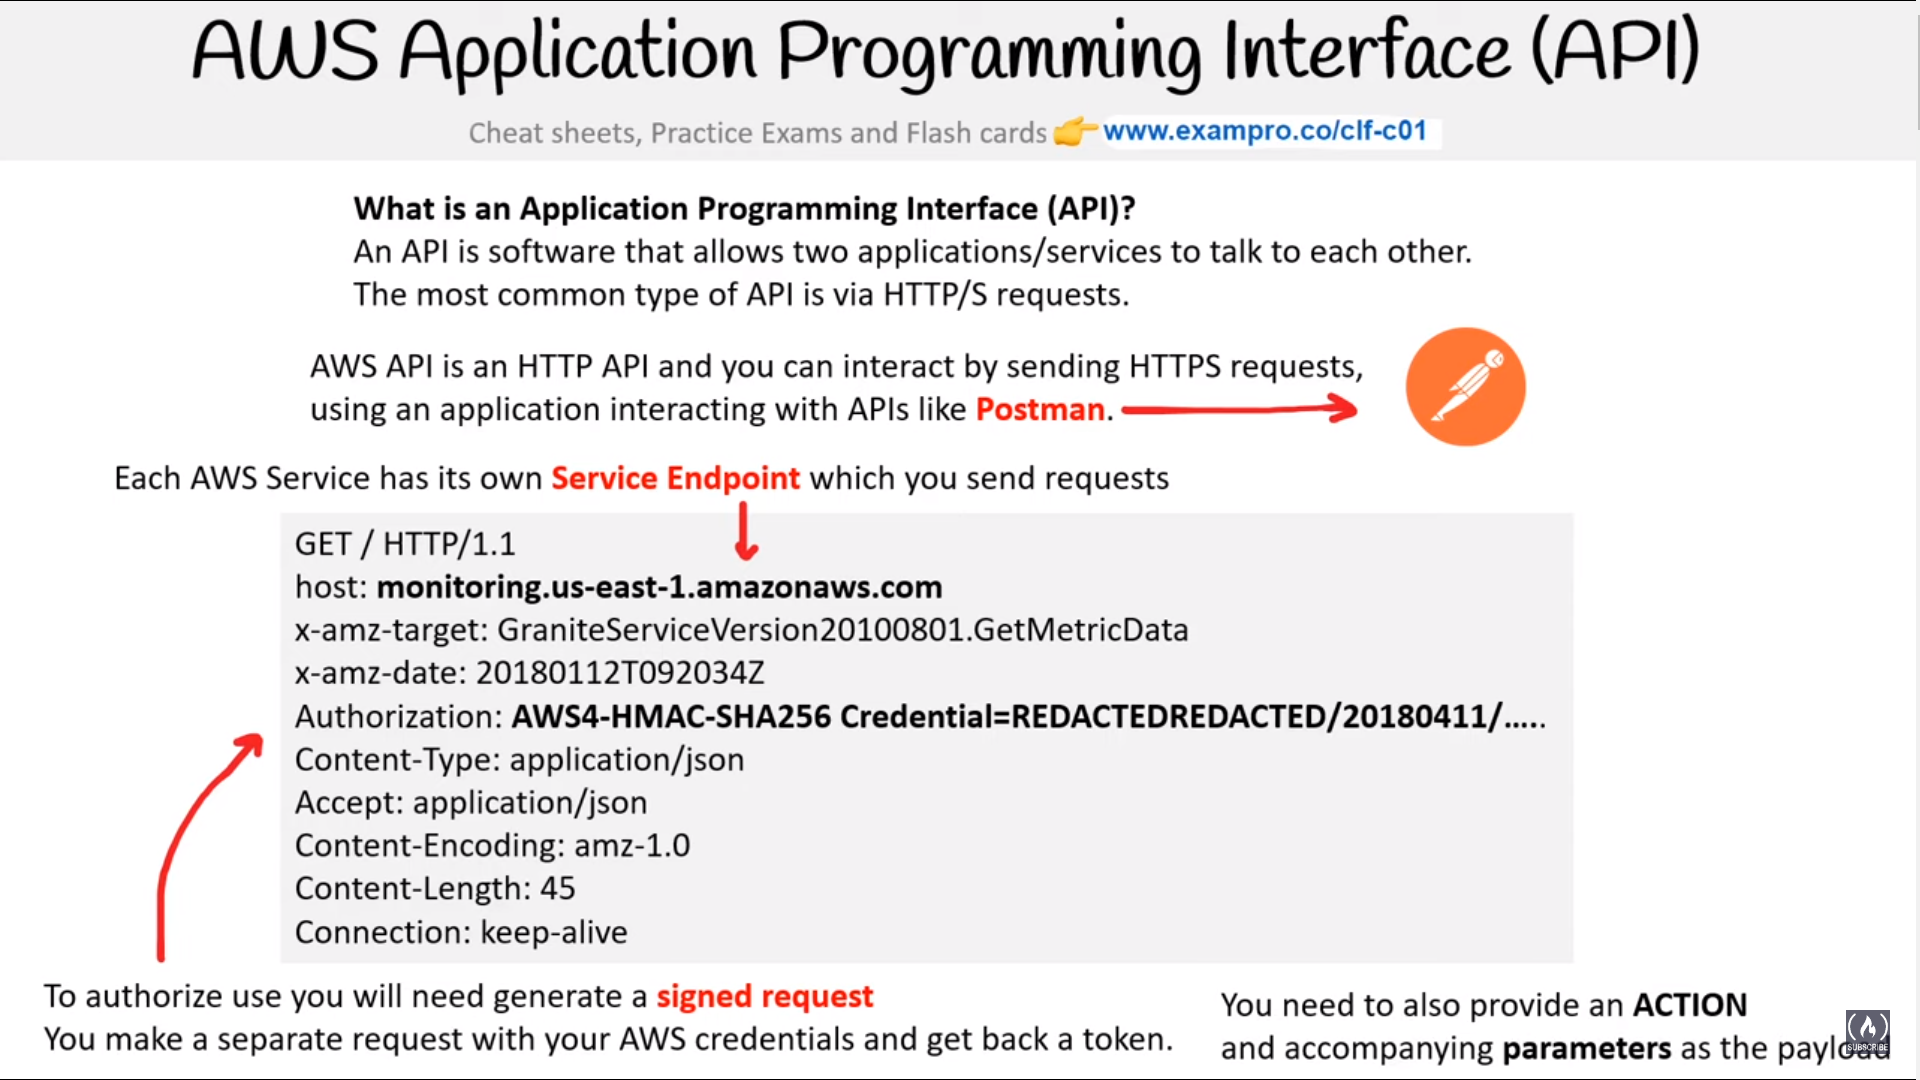 AWS Application Programming Interface (API)
Cheat sheets, Practice Exams and Flash cards 👉 www.exampro.co/clf-c01
What is an Application Programming Interface (API)?
An API is software that allows two applications/services to talk to each other.
The most common type of API is via HTTP/S requests.
AWS API is an HTTP API and you can interact by sending HTTPS requests,
using an application interacting with APIs like Postman.
Each AWS Service has its own Service Endpoint which you send requests
GET / HTTP/1.1
host: monitoring.us-east-1.amazonaws.com
x-amz-target: GraniteServiceVersion20100801.GetMetricData
x-amz-date: 20180112T092034Z
Authorization: AWS4-HMAC-SHA256 Credential=REDACTEDREDACTED/20180411/…..
Content-Type: application/json
Accept: application/json
Content-Encoding: amz-1.0
Content-Length: 45
Connection: keep-alive
To authorize use you will need generate a signed request
You make a separate request with your AWS credentials and get back a token.
You need to also provide an ACTION
and accompanying parameters as the payload
SUBSCRIBE